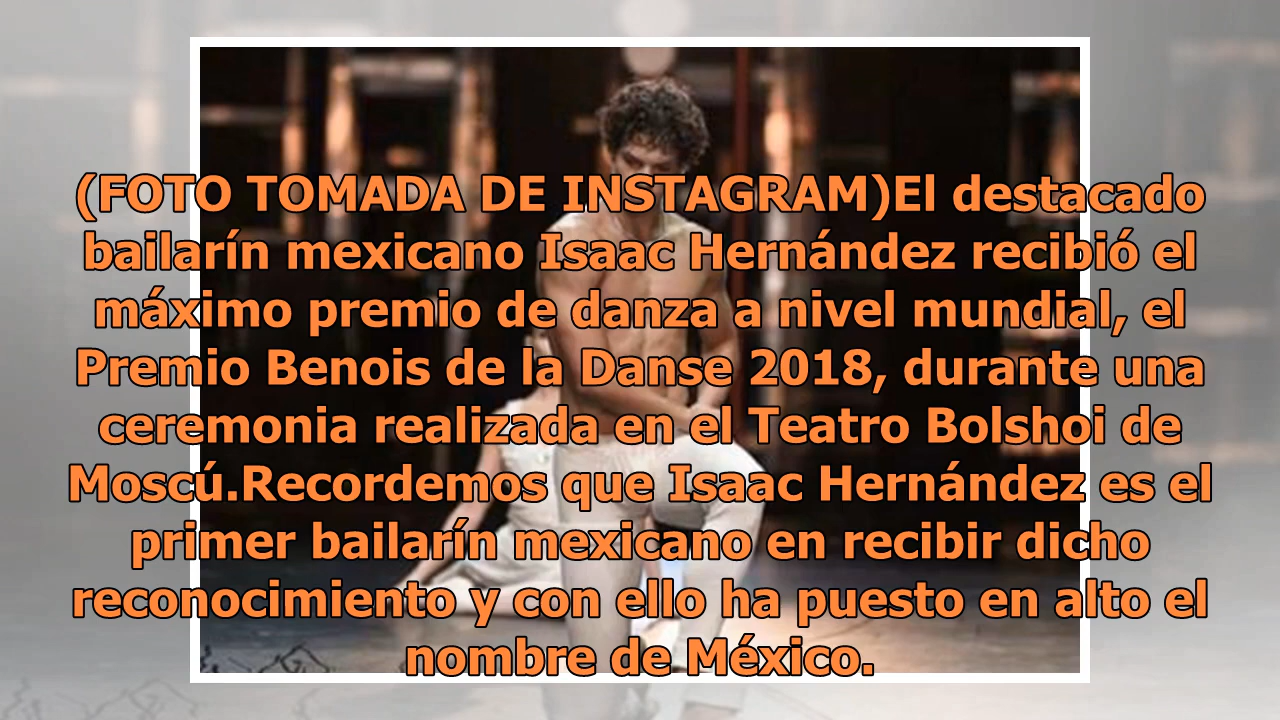 (FOTO TOMADA DE INSTAGRAM)El destacado
bailarín mexicano Isaac Hernández recibió el
máximo premio de danza a nivel mundial, el
Premio Benois de la Danse 2018, durante una
ceremonia realizada en el Teatro Bolshoi de
Moscú.Recordemos que Isaac Hernández es el
primer bailarín mexicano en recibir dicho
reconocimiento y con ello ha puesto en alto el
nombre de México.